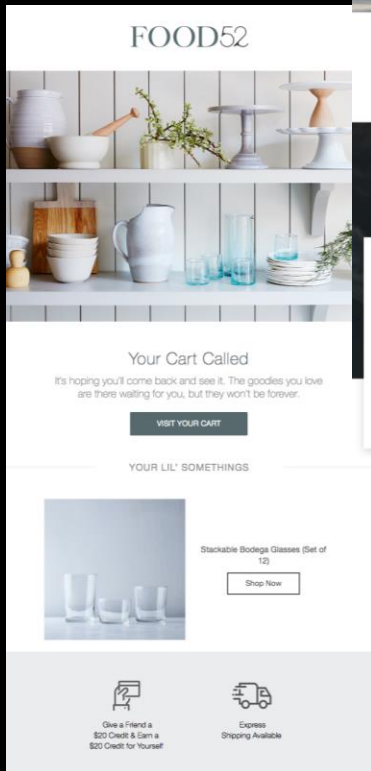 FOOD52
Your Cart Called
It's hoping you'll come back and see it. The goodies you love
are there waiting for you, but they won't be forever.
VISIT YOUR CART
YOUR LIL' SOMETHINGS
Stackable Bodega Glasses (Set of
12)
Shop Now
Give a Friend a
$20 Credit & Earn a
$20 Credit for Yourself
Express
Shipping Available